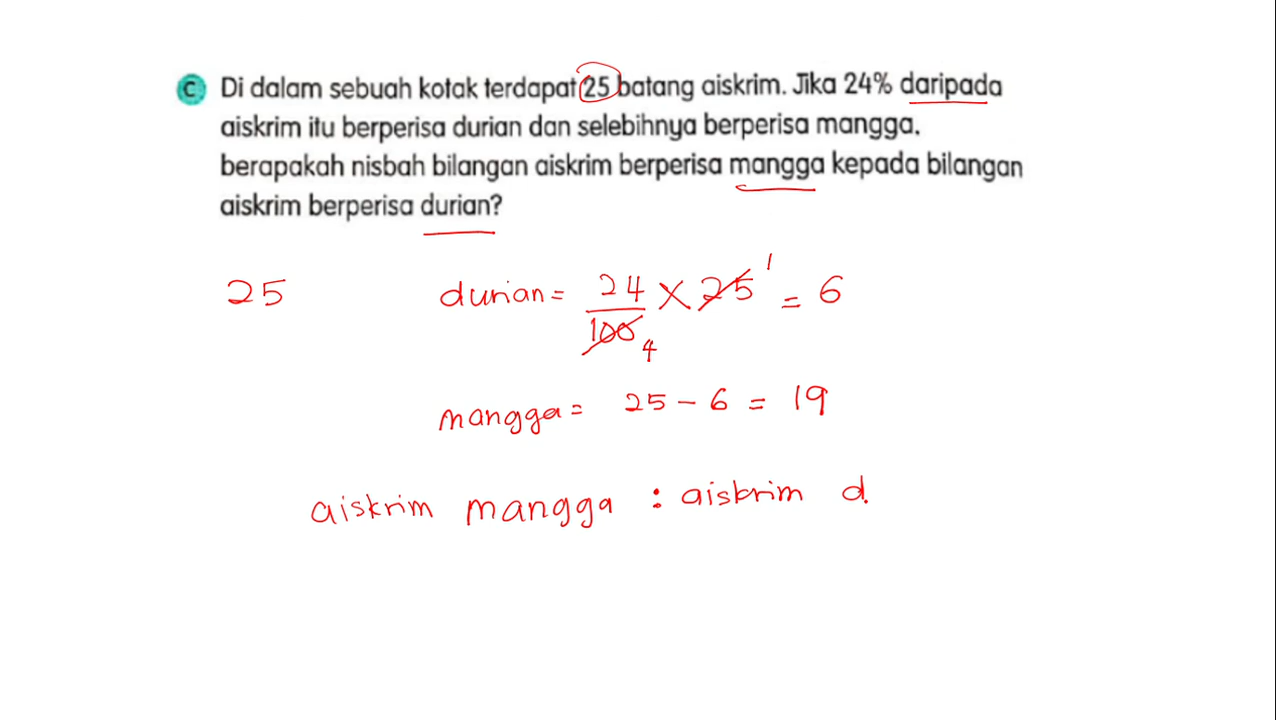 C. Di dalam sebuah kotak terdapat 25 batang aiskrim. Jika 24% daripada
aiskrim itu berperisa durian dan selebihnya berperisa mangga,
berapakah nisbah bilangan aiskrim berperisa mangga kepada bilangan
aiskrim berperisa durian?
25 durian = 24/100 × 25 = 6
1
4
mangga = 25 - 6 = 19
aiskrim mangga : aiskrim d